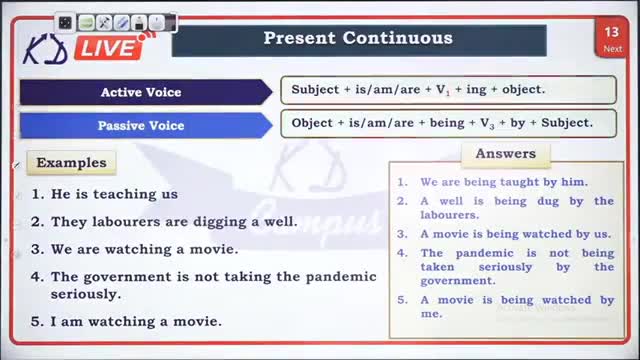 KD LIVE
Present Continuous
13
Next
Active Voice
Subject + is/am/are + V1 + ing + object.
Passive Voice
Object + is/am/are + being + V3 + by + Subject.
Examples
1. He is teaching us
2. They labourers are digging a well.
3. We are watching a movie.
4. The government is not taking the pandemic
seriously.
5. I am watching a movie.
Answers
1. We are being taught by him.
2. A well is being dug by the
labourers.
3. A movie is being watched by us.
4. The pandemic is not being
taken seriously by the
government.
5. A movie is being watched by
me.
KD
Campus
Activate Windows